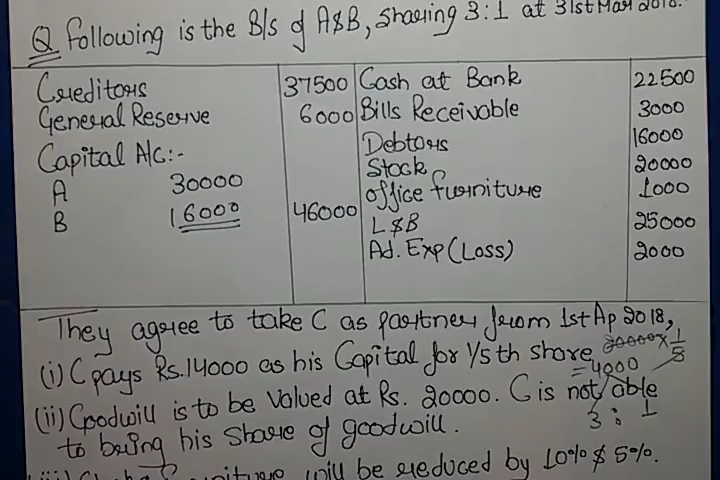 Q Following is the B/s of A&B, sharing 3:1 at 31st Mar 2018.
Creditors 37500 Cash at Bank 22500
General Reserve 6000 Bills Receivable 3000
Debtors 16000
Capital A/c:- Stock 20000
A 30000 office furniture 1000
B 16000 46000 L&B 25000
Ad. Exp (Loss) 2000
They agree to take C as partner from 1st Ap 2018,
(i) C pays Rs.14000 as his Capital for 1/5 th share 20000 x 1/5
= 4000
(ii) Goodwill is to be Valued at Rs. 20000. C is not able
3 : 1
to bring his share of goodwill.
will be reduced by 10% & 5%.